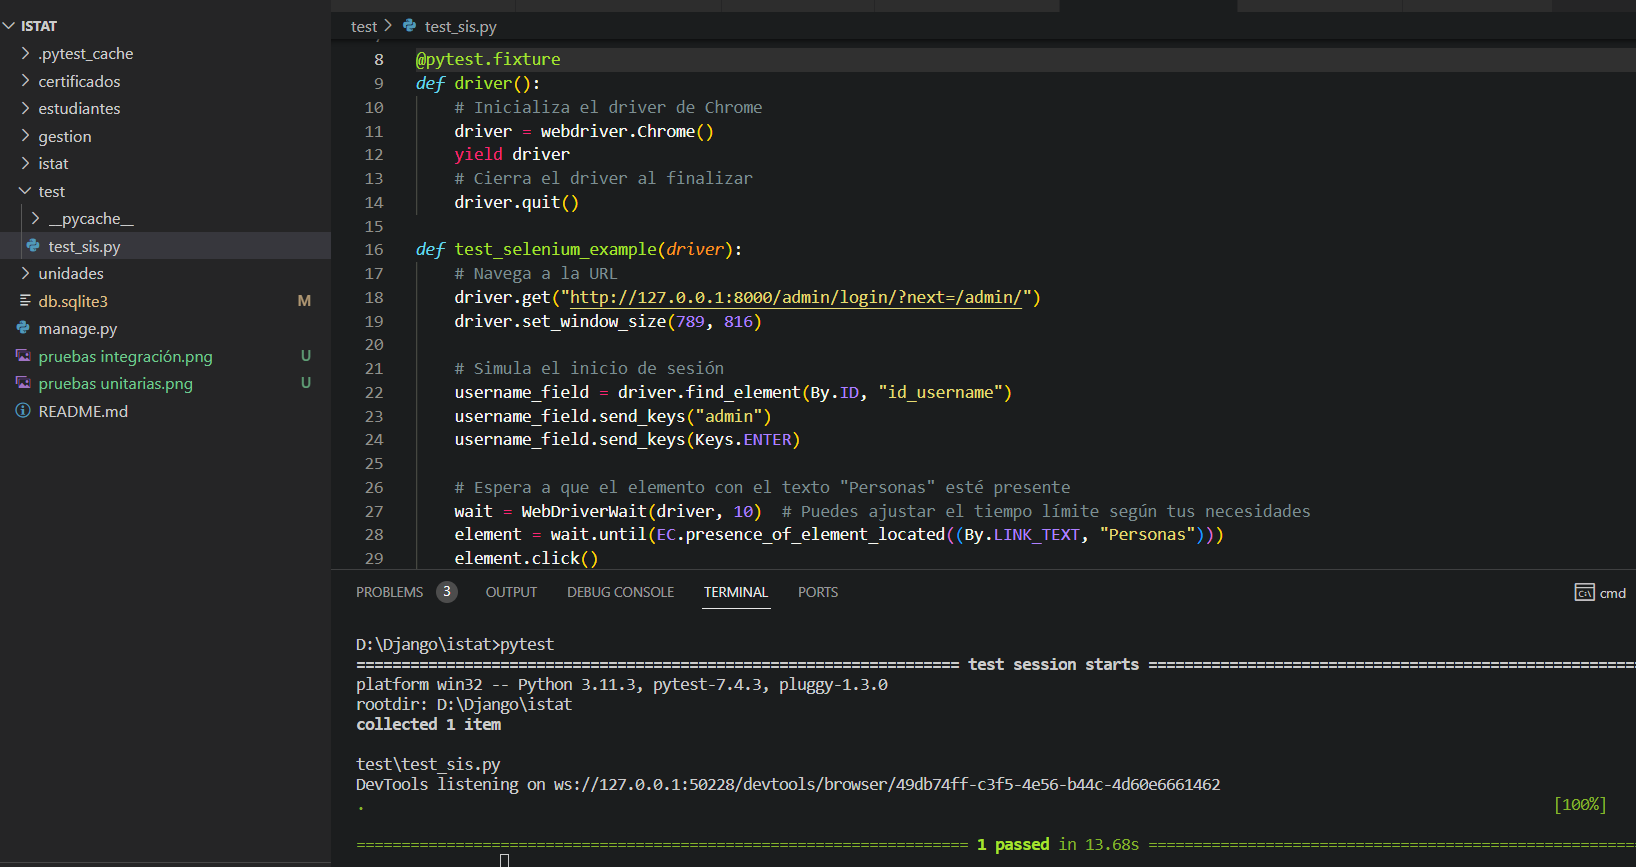 ISTAT
.pytest_cache
certificados
estudiantes
gestion
istat
test
__pycache__
test_sis.py
unidades
db.sqlite3 M
manage.py
pruebas integración.png U
pruebas unitarias.png U
README.md
test > test_sis.py
8 @pytest.fixture
9 def driver():
10     # Inicializa el driver de Chrome
11     driver = webdriver.Chrome()
12     yield driver
13     # Cierra el driver al finalizar
14     driver.quit()
15
16 def test_selenium_example(driver):
17     # Navega a la URL
18     driver.get("http://127.0.0.1:8000/admin/login/?next=/admin/")
19     driver.set_window_size(789, 816)
20
21     # Simula el inicio de sesión
22     username_field = driver.find_element(By.ID, "id_username")
23     username_field.send_keys("admin")
24     username_field.send_keys(Keys.ENTER)
25
26     # Espera a que el elemento con el texto "Personas" esté presente
27     wait = WebDriverWait(driver, 10)  # Puedes ajustar el tiempo límite según tus necesidades
28     element = wait.until(EC.presence_of_element_located((By.LINK_TEXT, "Personas")))
29     element.click()
PROBLEMS 3 OUTPUT DEBUG CONSOLE TERMINAL PORTS cmd
D:\Django\istat>pytest
=== test session starts ===
platform win32 -- Python 3.11.3, pytest-7.4.3, pluggy-1.3.0
rootdir: D:\Django\istat
collected 1 item
test\test_sis.py
DevTools listening on ws://127.0.0.1:50228/devtools/browser/49db74ff-c3f5-4e56-b44c-4d60e6661462
. [100%]
=== 1 passed in 13.68s ===